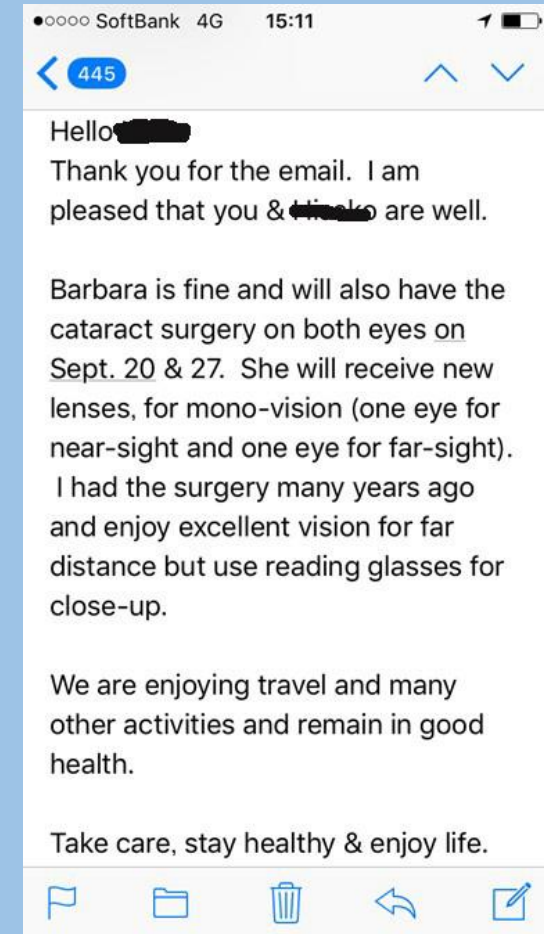 SoftBank 4G 15:11
445
Hello
Thank you for the email. I am
pleased that you & are well.
Barbara is fine and will also have the
cataract surgery on both eyes on
Sept. 20 & 27. She will receive new
lenses, for mono-vision (one eye for
near-sight and one eye for far-sight).
I had the surgery many years ago
and enjoy excellent vision for far
distance but use reading glasses for
close-up.
We are enjoying travel and many
other activities and remain in good
health.
Take care, stay healthy & enjoy life.